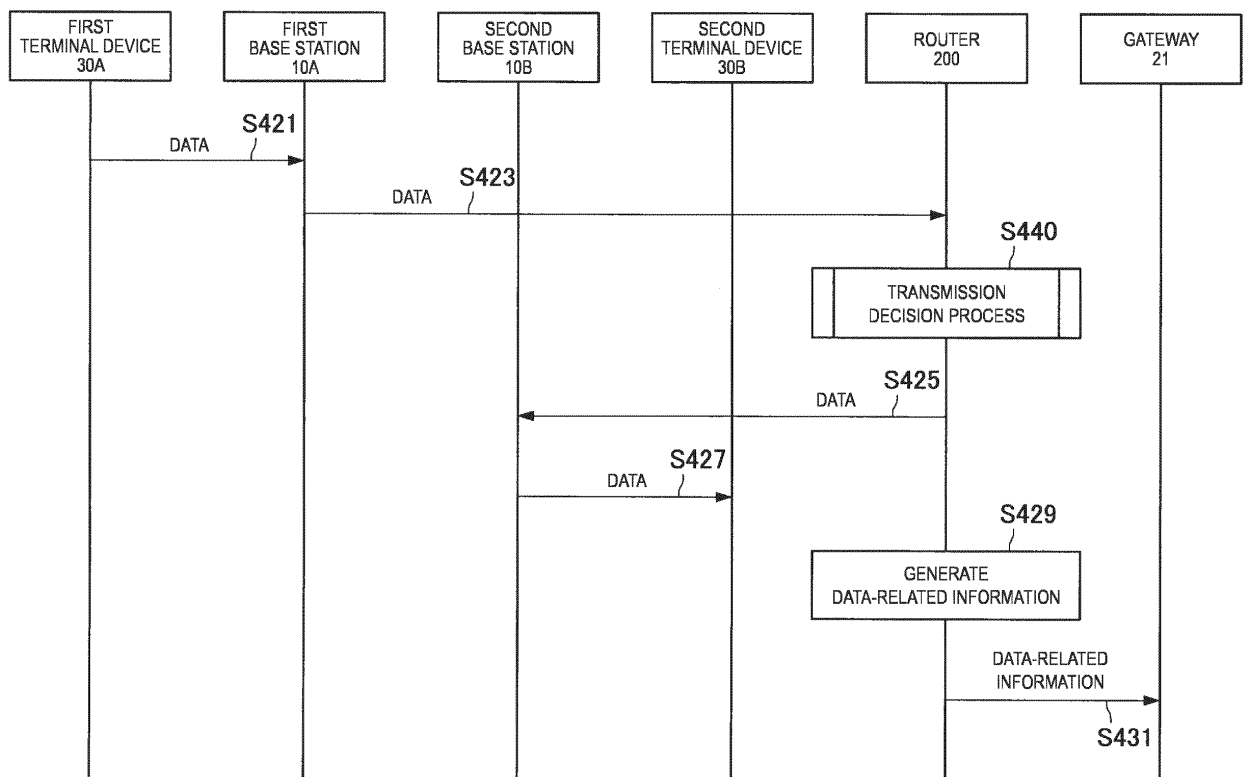 FIRST
TERMINAL DEVICE
30A
FIRST
BASE STATION
10A
SECOND
BASE STATION
10B
SECOND
TERMINAL DEVICE
30B
ROUTER
200
GATEWAY
21
S421
DATA
S423
DATA
S440
TRANSMISSION
DECISION PROCESS
S425
DATA
S427
DATA
S429
GENERATE
DATA-RELATED INFORMATION
DATA-RELATED
INFORMATION
S431